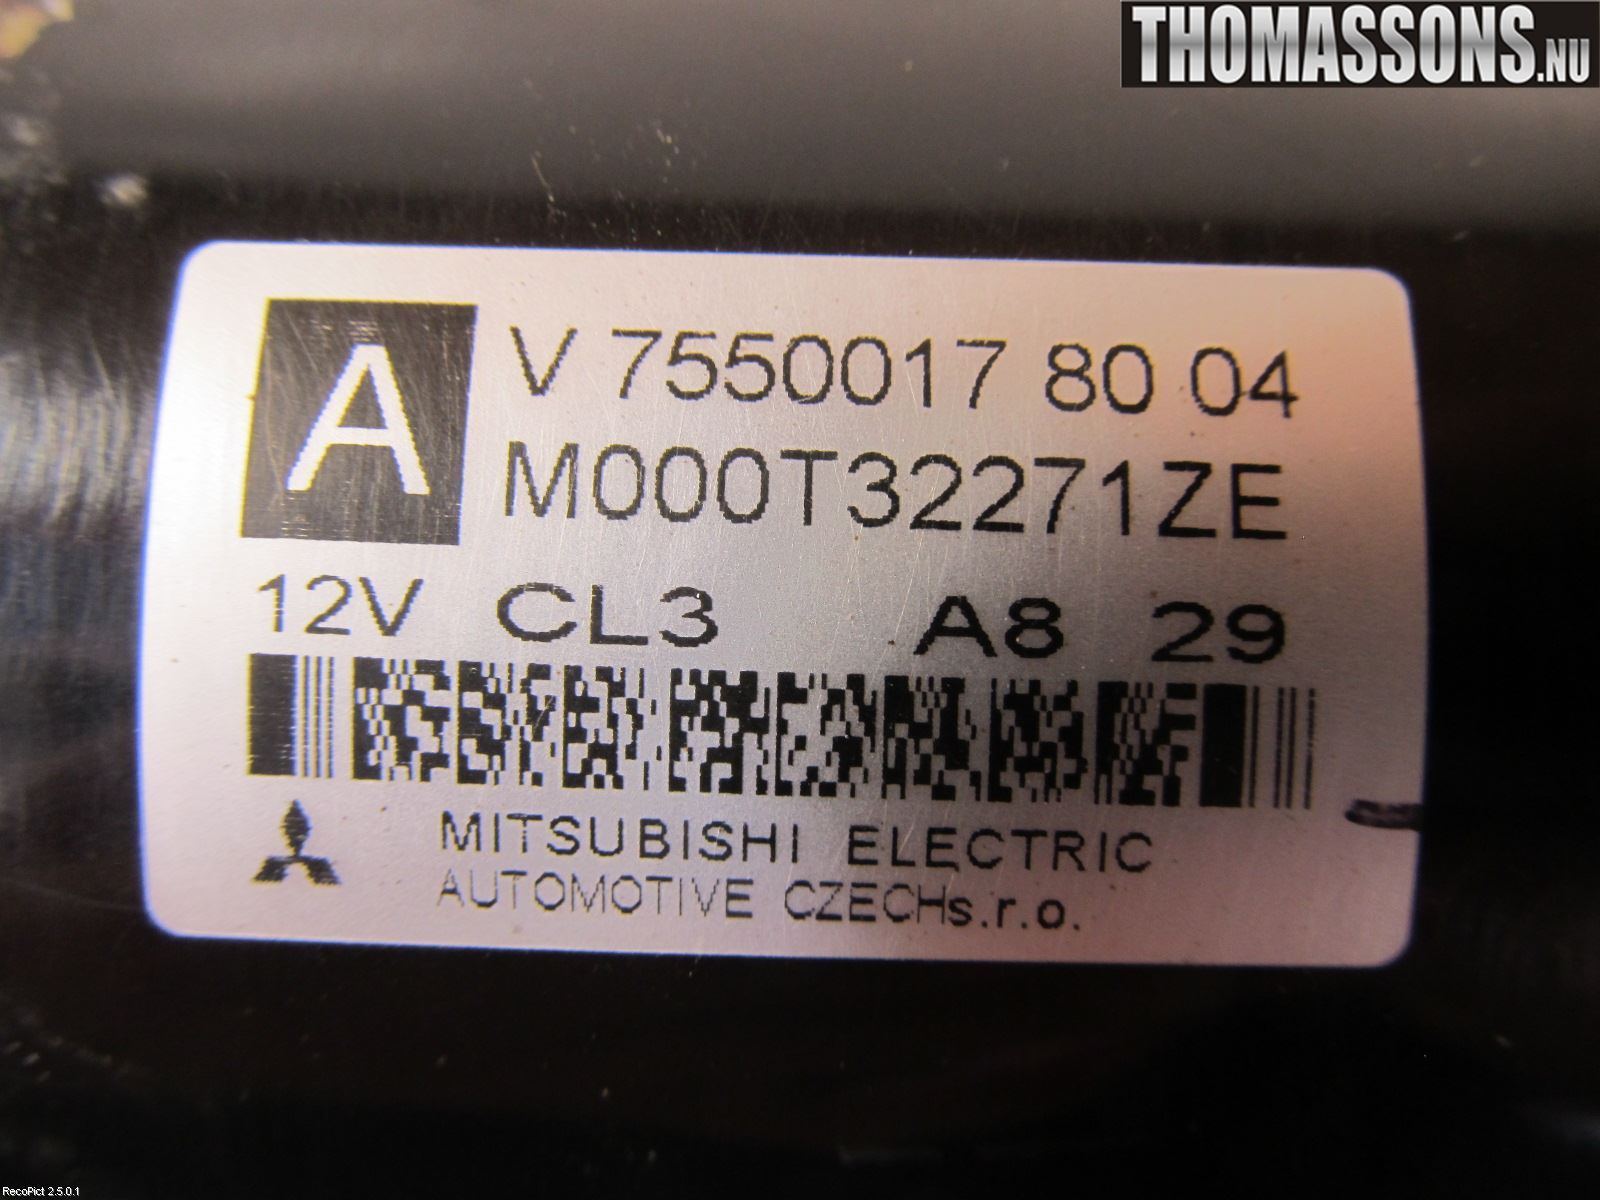 THOMASSONS.NU
A
V 7550017 80 04
M000T32271ZE
12V CL3 A8 29
MITSUBISHI ELECTRIC
AUTOMOTIVE CZECHs.r.o.
RecoPict 2.5.0.1